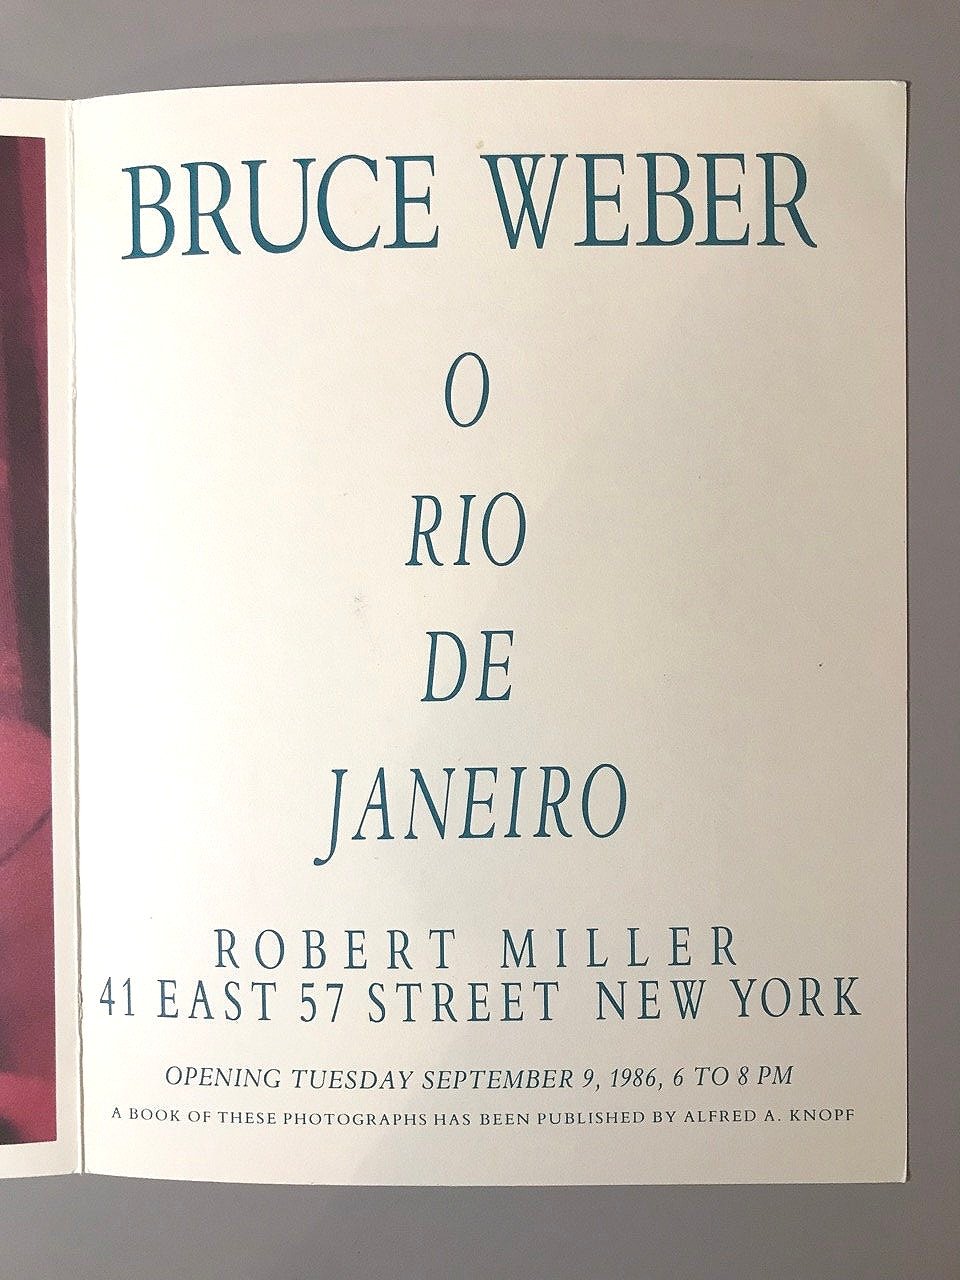 BRUCE WEBER
O
RIO
DE
JANEIRO
ROBERT MILLER
41 EAST 57 STREET NEW YORK
OPENING TUESDAY SEPTEMBER 9, 1986, 6 TO 8 PM
A BOOK OF THESE PHOTOGRAPHS HAS BEEN PUBLISHED BY ALFRED A. KNOPF